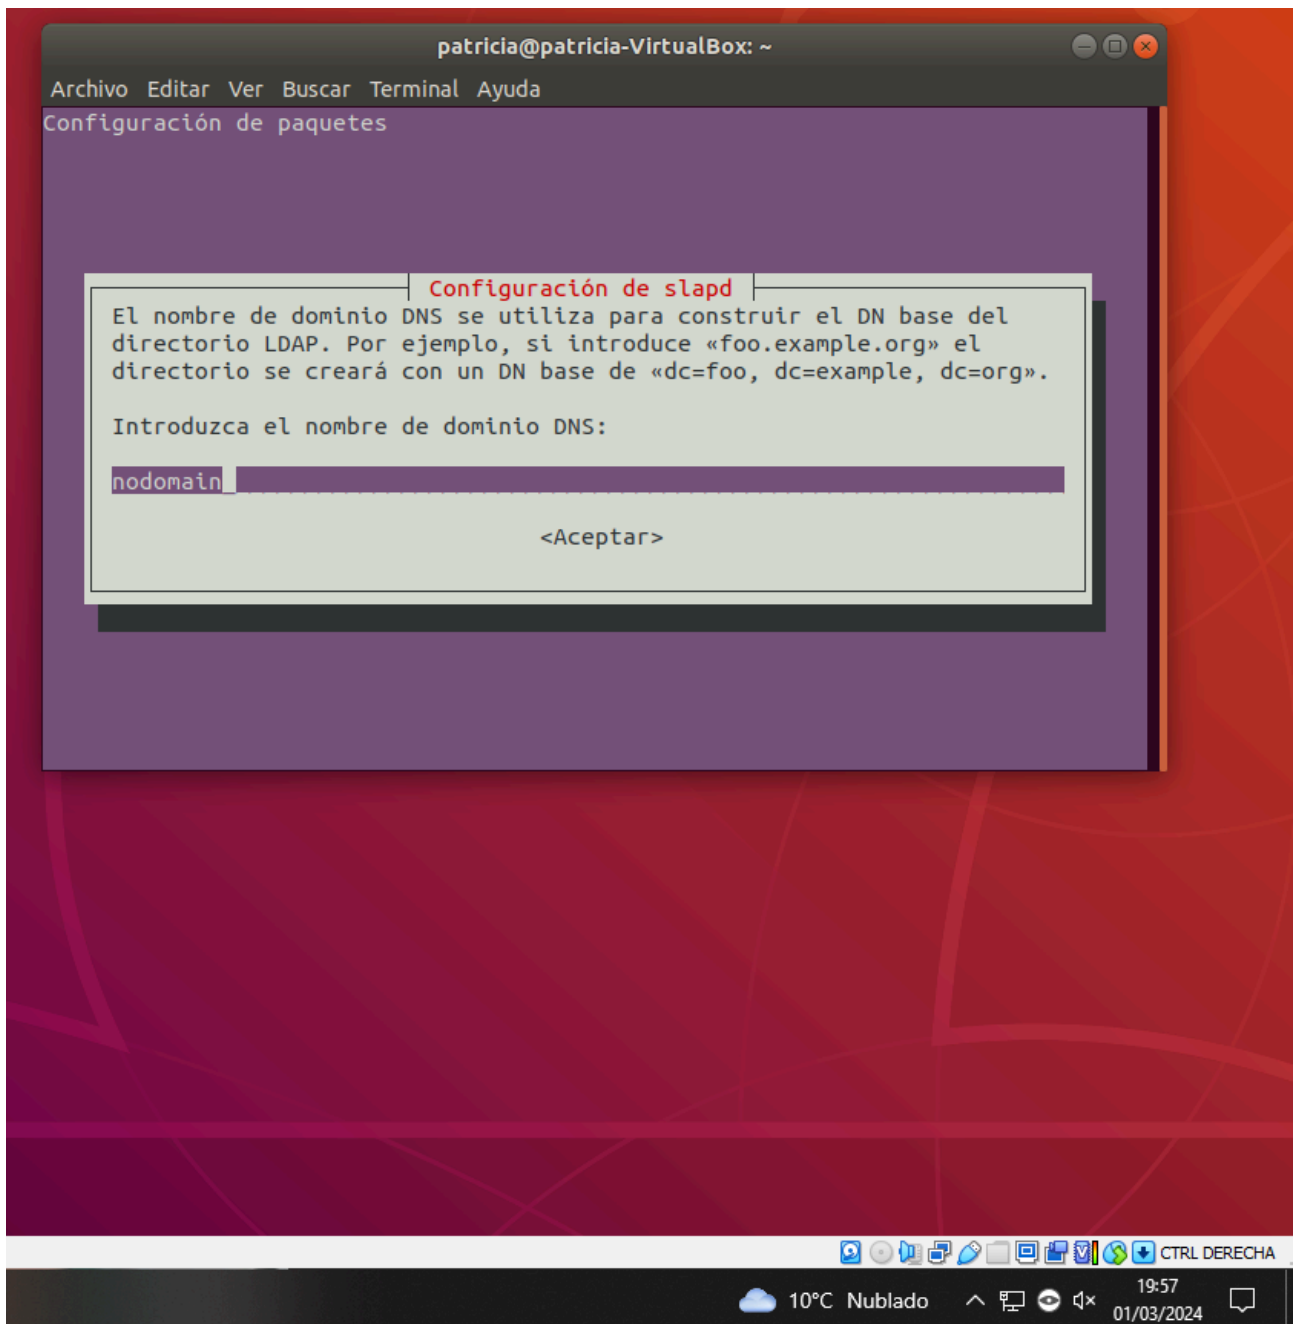 patricia@patricia-VirtualBox: ~
Archivo Editar Ver Buscar Terminal Ayuda
Configuración de paquetes
Configuración de slapd
El nombre de dominio DNS se utiliza para construir el DN base del
directorio LDAP. Por ejemplo, si introduce «foo.example.org» el
directorio se creará con un DN base de «dc=foo, dc=example, dc=org».
Introduzca el nombre de dominio DNS:
nodomain
<Aceptar>
CTRL DERECHA
10°C Nublado
19:57
01/03/2024